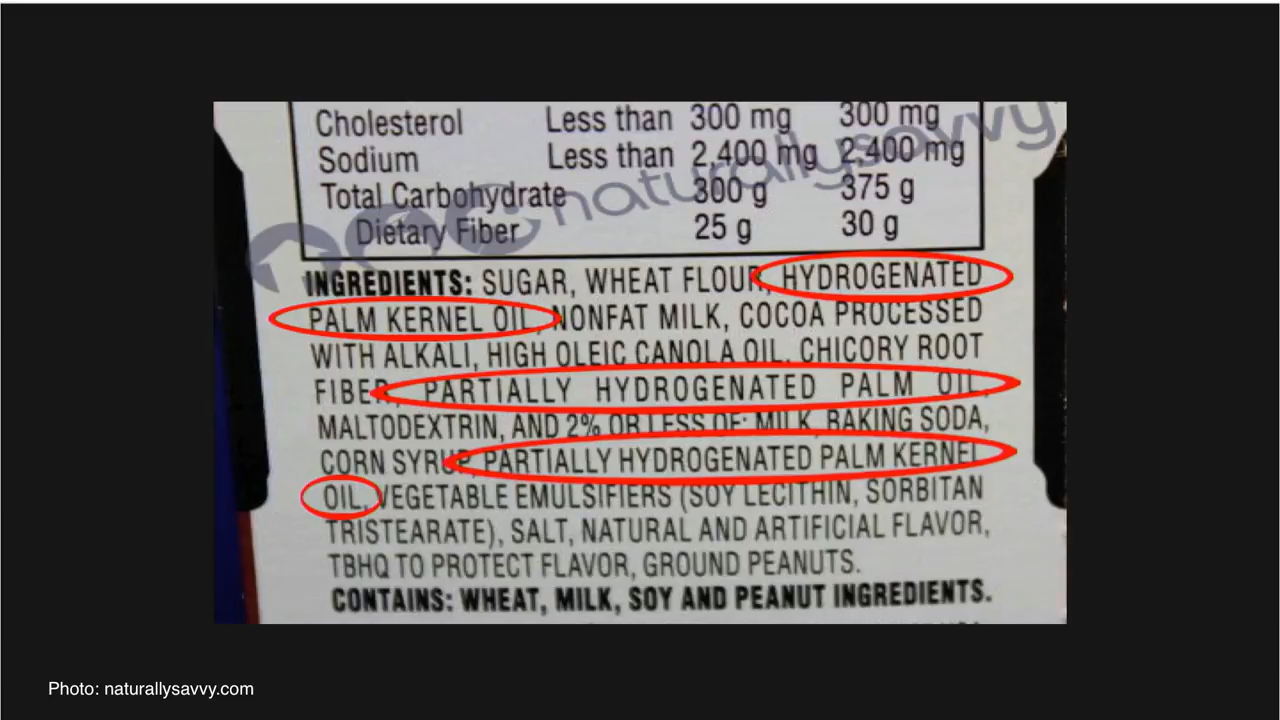 Cholesterol Less than 300 mg 300 mg
Sodium Less than 2,400 mg 2,400 mg
Total Carbohydrate 300 g 375 g
Dietary Fiber 25 g 30 g
naturallysavvy
INGREDIENTS: SUGAR, WHEAT FLOUR, HYDROGENATED
PALM KERNEL OIL, NONFAT MILK, COCOA PROCESSED
WITH ALKALI, HIGH OLEIC CANOLA OIL, CHICORY ROOT
FIBER, PARTIALLY HYDROGENATED PALM OIL,
MALTODEXTRIN, AND 2% OR LESS OF: MILK, BAKING SODA,
CORN SYRUP, PARTIALLY HYDROGENATED PALM KERNEL
OIL, VEGETABLE EMULSIFIERS (SOY LECITHIN, SORBITAN
TRISTEARATE), SALT, NATURAL AND ARTIFICIAL FLAVOR,
TBHQ TO PROTECT FLAVOR, GROUND PEANUTS.
CONTAINS: WHEAT, MILK, SOY AND PEANUT INGREDIENTS.
Photo: naturallysavvy.com